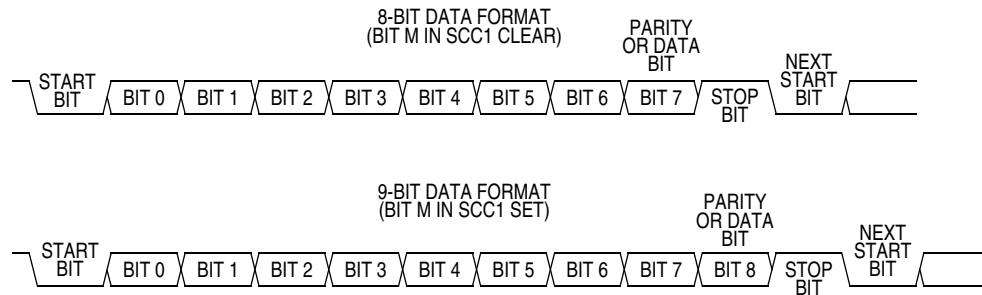 8-BIT DATA FORMAT
(BIT M IN SCC1 CLEAR)
PARITY
OR DATA
BIT
START
BIT
BIT 0
BIT 1
BIT 2
BIT 3
BIT 4
BIT 5
BIT 6
BIT 7
STOP
BIT
NEXT
START
BIT
9-BIT DATA FORMAT
(BIT M IN SCC1 SET)
PARITY
OR DATA
BIT
START
BIT
BIT 0
BIT 1
BIT 2
BIT 3
BIT 4
BIT 5
BIT 6
BIT 7
BIT 8
STOP
BIT
NEXT
START
BIT